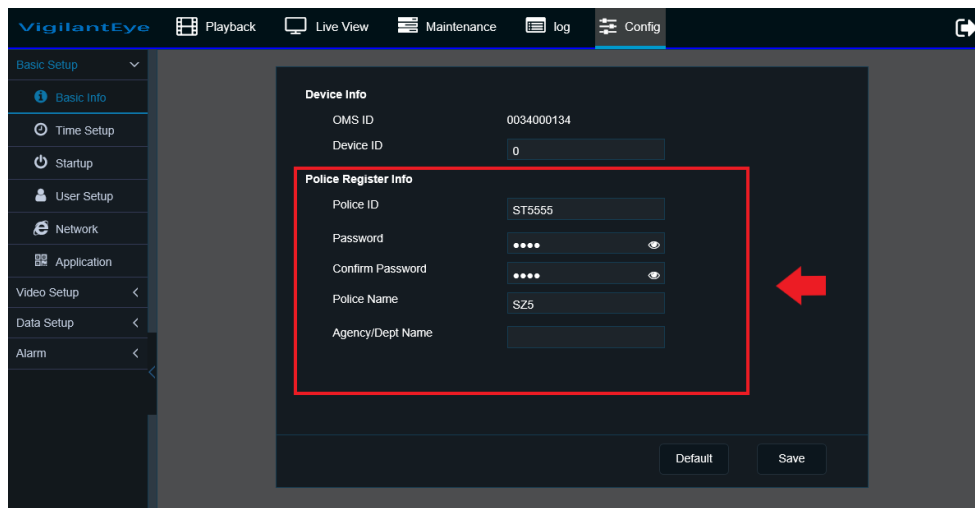 VigilantEye Playback Live View Maintenance log Config
Basic Setup
Basic Info
Time Setup
Startup
User Setup
Network
Application
Video Setup
Data Setup
Alarm
Device Info
OMS ID 0034000134
Device ID 0
Police Register Info
Police ID ST5555
Password ••••
Confirm Password ••••
Police Name SZ5
Agency/Dept Name
Default Save